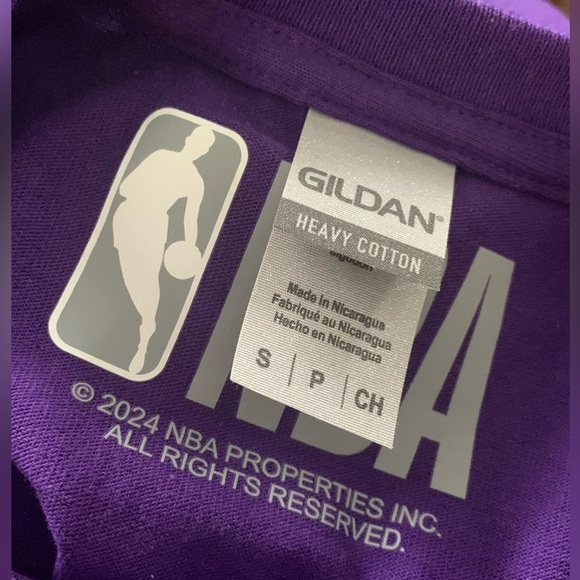 GILDAN®
HEAVY COTTON
algodon
Made in Nicaragua
Fabriqué au Nicaragua
Hecho en Nicaragua
S | P | CH
NBA
© 2024 NBA PROPERTIES INC.
ALL RIGHTS RESERVED.